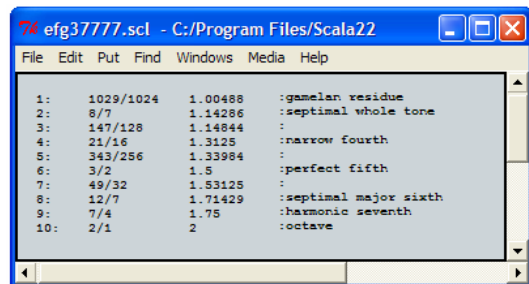 efg37777.scl - C:/Program Files/Scala22
File Edit Put Find Windows Media Help
1: 1029/1024 1.00488 :gamelan residue
2: 8/7 1.14286 :septimal whole tone
3: 147/128 1.14844 :
4: 21/16 1.3125 :narrow fourth
5: 343/256 1.33984 :
6: 3/2 1.5 :perfect fifth
7: 49/32 1.53125 :
8: 12/7 1.71429 :septimal major sixth
9: 7/4 1.75 :harmonic seventh
10: 2/1 2 :octave